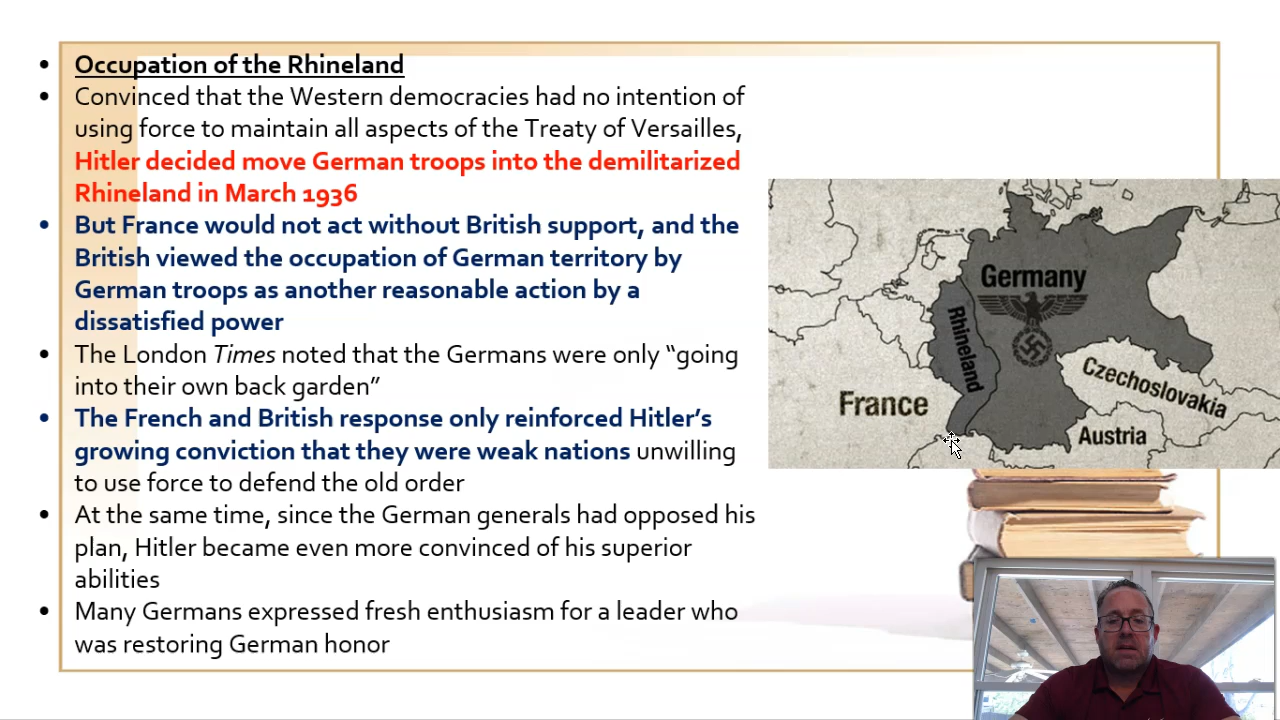 Occupation of the Rhineland
Convinced that the Western democracies had no intention of
using force to maintain all aspects of the Treaty of Versailles,
Hitler decided move German troops into the demilitarized
Rhineland in March 1936
But France would not act without British support, and the
British viewed the occupation of German territory by
German troops as another reasonable action by a
dissatisfied power
The London Times noted that the Germans were only “going
into their own back garden”
The French and British response only reinforced Hitler’s
growing conviction that they were weak nations unwilling
to use force to defend the old order
At the same time, since the German generals had opposed his
plan, Hitler became even more convinced of his superior
abilities
Many Germans expressed fresh enthusiasm for a leader who
was restoring German honor
Germany
Rhineland
Czechoslovakia
France
Austria